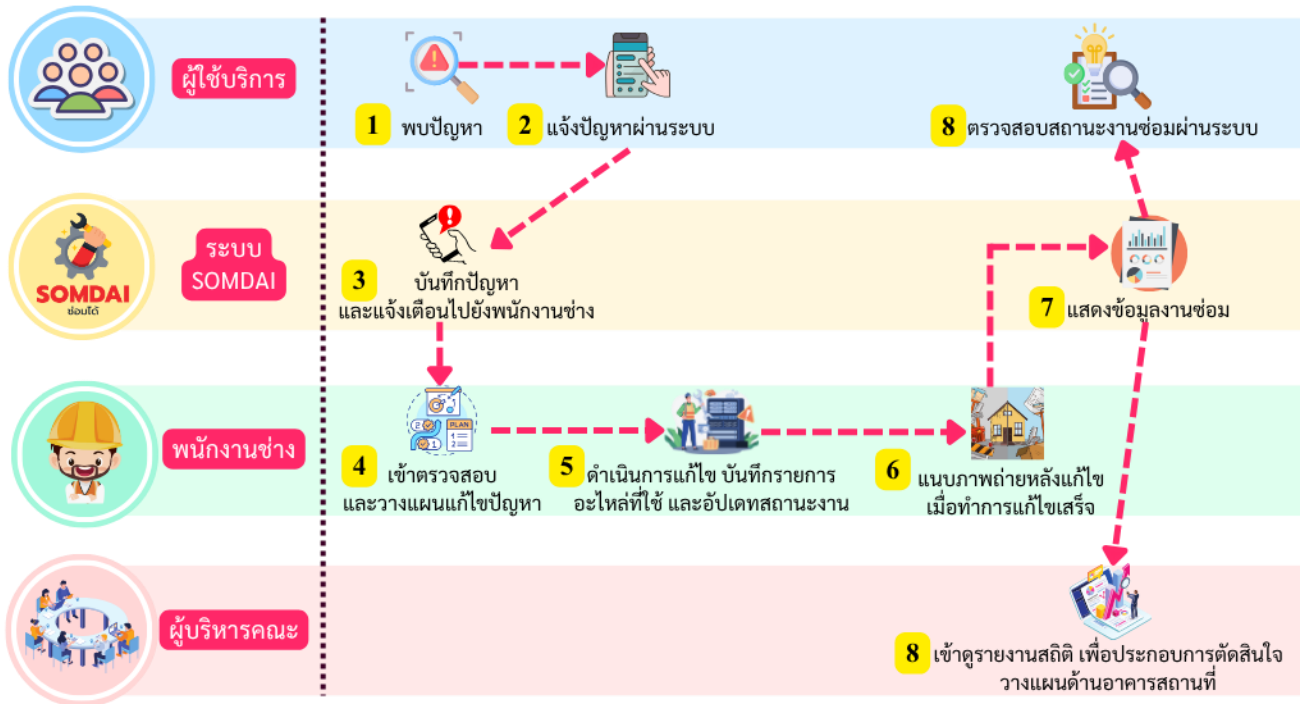 ผู้ใช้บริการ
1 พบปัญหา
2 แจ้งปัญหาผ่านระบบ
8 ตรวจสอบสถานะงานซ่อมผ่านระบบ
SOMDAI
ซ่อมได้
ระบบ
SOMDAI
3 บันทึกปัญหา
และแจ้งเตือนไปยังพนักงานช่าง
7 แสดงข้อมูลงานซ่อม
พนักงานช่าง
PLAN
4 เข้าตรวจสอบ
และวางแผนแก้ไขปัญหา
5 ดำเนินการแก้ไข บันทึกรายการ
อะไหล่ที่ใช้ และอัปเดทสถานะงาน
6 แนบภาพถ่ายหลังแก้ไข
เมื่อทำการแก้ไขเสร็จ
ผู้บริหารคณะ
8 เข้าดูรายงานสถิติ เพื่อประกอบการตัดสินใจ
วางแผนด้านอาคารสถานที่